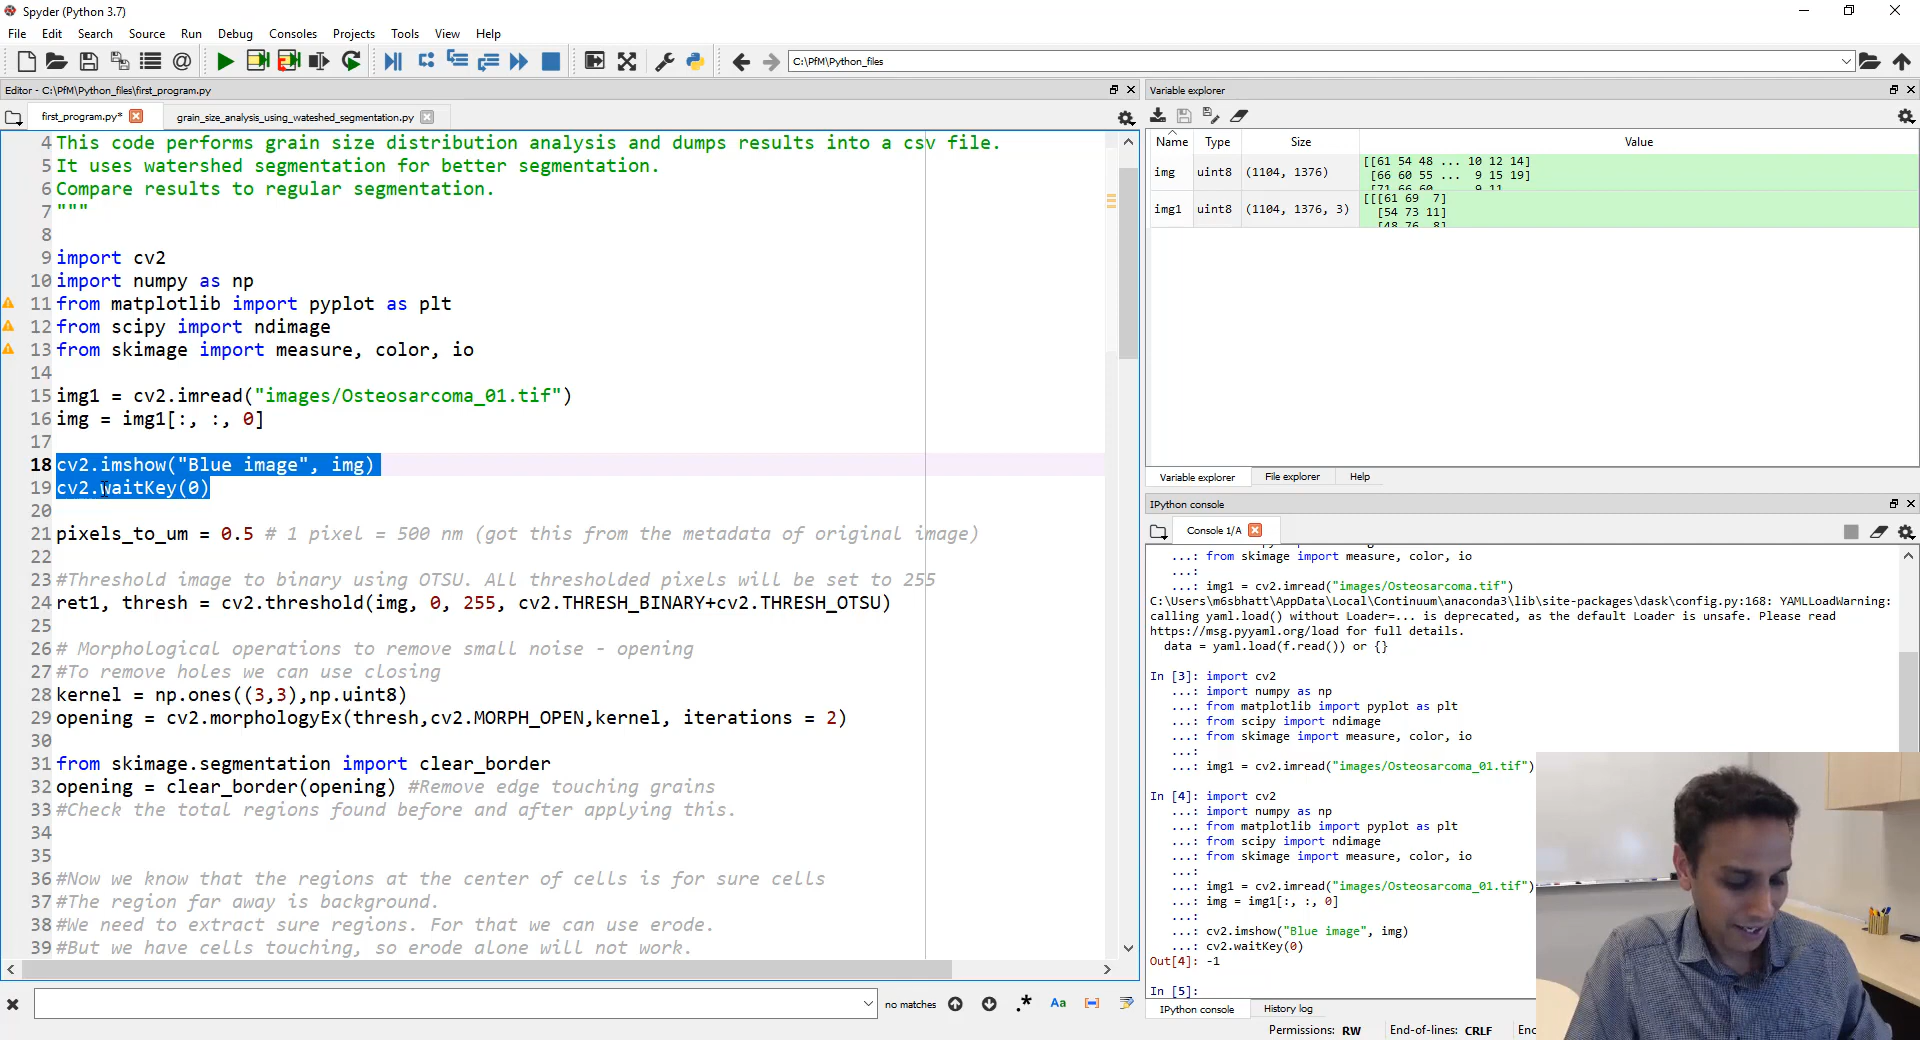 Spyder (Python 3.7)
File Edit Search Source Run Debug Consoles Projects Tools View Help
C:\PfM\Python_files
Editor - C:\PfM\Python_files\first_program.py
first_program.py*
grain_size_analysis_using_wateshed_segmentation.py
4 This code performs grain size distribution analysis and dumps results into a csv file.
5 It uses watershed segmentation for better segmentation.
6 Compare results to regular segmentation.
7 """
8
9 import cv2
10 import numpy as np
11 from matplotlib import pyplot as plt
12 from scipy import ndimage
13 from skimage import measure, color, io
14
15 img1 = cv2.imread("images/Osteosarcoma_01.tif")
16 img = img1[:, :, 0]
17
18 cv2.imshow("Blue image", img)
19 cv2.waitKey(0)
20
21 pixels_to_um = 0.5 # 1 pixel = 500 nm (got this from the metadata of original image)
22
23 #Threshold image to binary using OTSU. ALl thresholded pixels will be set to 255
24 ret1, thresh = cv2.threshold(img, 0, 255, cv2.THRESH_BINARY+cv2.THRESH_OTSU)
25
26 # Morphological operations to remove small noise - opening
27 #To remove holes we can use closing
28 kernel = np.ones((3,3),np.uint8)
29 opening = cv2.morphologyEx(thresh,cv2.MORPH_OPEN,kernel, iterations = 2)
30
31 from skimage.segmentation import clear_border
32 opening = clear_border(opening) #Remove edge touching grains
33 #Check the total regions found before and after applying this.
34
35
36 #Now we know that the regions at the center of cells is for sure cells
37 #The region far away is background.
38 #We need to extract sure regions. For that we can use erode.
39 #But we have cells touching, so erode alone will not work.
no matches
.*
Aa
Variable explorer
Name Type Size Value
img uint8 (1104, 1376) [[61 54 48 ... 10 12 14]
[66 60 55 ... 9 15 19]
[71 66 60 9 11
img1 uint8 (1104, 1376, 3) [[[61 69 7]
[54 73 11]
[48 76 8]
Variable explorer File explorer Help
IPython console
Console 1/A
...: from skimage import measure, color, io
...:
...: img1 = cv2.imread("images/Osteosarcoma.tif")
C:\Users\m6sbhatt\AppData\Local\Continuum\anaconda3\lib\site-packages\dask\config.py:168: YAMLLoadWarning:
calling yaml.load() without Loader=... is deprecated, as the default Loader is unsafe. Please read
https://msg.pyyaml.org/load for full details.
data = yaml.load(f.read()) or {}
In [3]: import cv2
...: import numpy as np
...: from matplotlib import pyplot as plt
...: from scipy import ndimage
...: from skimage import measure, color, io
...:
...: img1 = cv2.imread("images/Osteosarcoma_01.tif")
In [4]: import cv2
...: import numpy as np
...: from matplotlib import pyplot as plt
...: from scipy import ndimage
...: from skimage import measure, color, io
...:
...: img1 = cv2.imread("images/Osteosarcoma_01.tif")
...: img = img1[:, :, 0]
...:
...: cv2.imshow("Blue image", img)
...: cv2.waitKey(0)
Out[4]: -1
In [5]:
IPython console History log
Permissions: RW End-of-lines: CRLF Enc